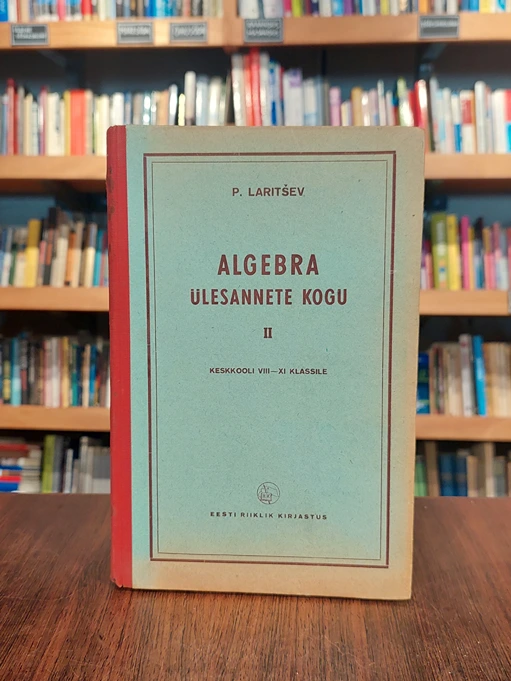 P. LARITŠEV
ALGEBRA
ÜLESANNETE KOGU
II
KESKKOOLI VIII—XI KLASSILE
EESTI RIIKLIK KIRJASTUS